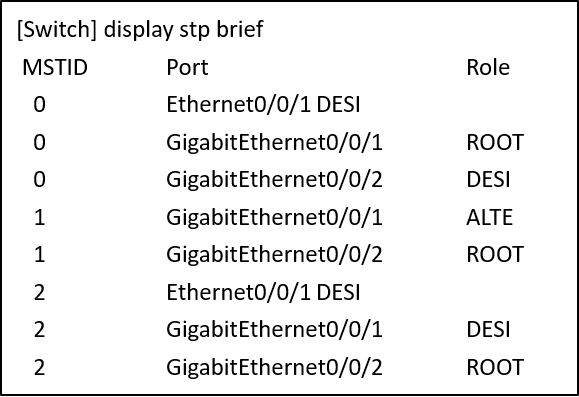 [Switch] display stp brief
MSTID Port Role
0 Ethernet0/0/1 DESI
0 GigabitEthernet0/0/1 ROOT
0 GigabitEthernet0/0/2 DESI
1 GigabitEthernet0/0/1 ALTE
1 GigabitEthernet0/0/2 ROOT
2 Ethernet0/0/1 DESI
2 GigabitEthernet0/0/1 DESI
2 GigabitEthernet0/0/2 ROOT